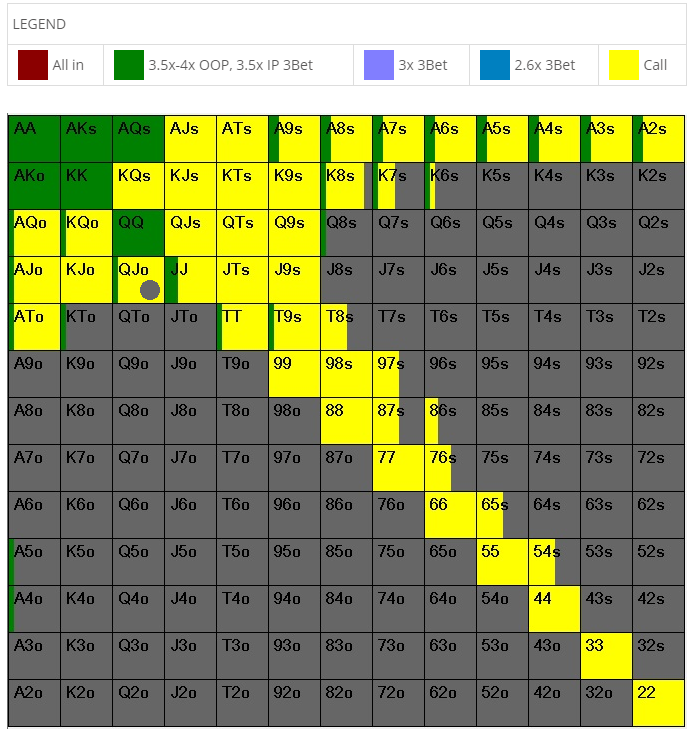 LEGEND
All in 3.5x-4x OOP, 3.5x IP 3Bet 3x 3Bet 2.6x 3Bet Call
AA AKs AQs AJs ATs A9s A8s A7s A6s A5s A4s A3s A2s
AKo KK KQs KJs KTs K9s K8s K7s K6s K5s K4s K3s K2s
AQo KQo QQ QJs QTs Q9s Q8s Q7s Q6s Q5s Q4s Q3s Q2s
AJo KJo QJo JJ JTs J9s J8s J7s J6s J5s J4s J3s J2s
ATo KTo QTo JTo TT T9s T8s T7s T6s T5s T4s T3s T2s
A9o K9o Q9o J9o T9o 99 98s 97s 96s 95s 94s 93s 92s
A8o K8o Q8o J8o T8o 98o 88 87s 86s 85s 84s 83s 82s
A7o K7o Q7o J7o T7o 97o 87o 77 76s 75s 74s 73s 72s
A6o K6o Q6o J6o T6o 96o 86o 76o 66 65s 64s 63s 62s
A5o K5o Q5o J5o T5o 95o 85o 75o 65o 55 54s 53s 52s
A4o K4o Q4o J4o T4o 94o 84o 74o 64o 54o 44 43s 42s
A3o K3o Q3o J3o T3o 93o 83o 73o 63o 53o 43o 33 32s
A2o K2o Q2o J2o T2o 92o 82o 72o 62o 52o 42o 32o 22